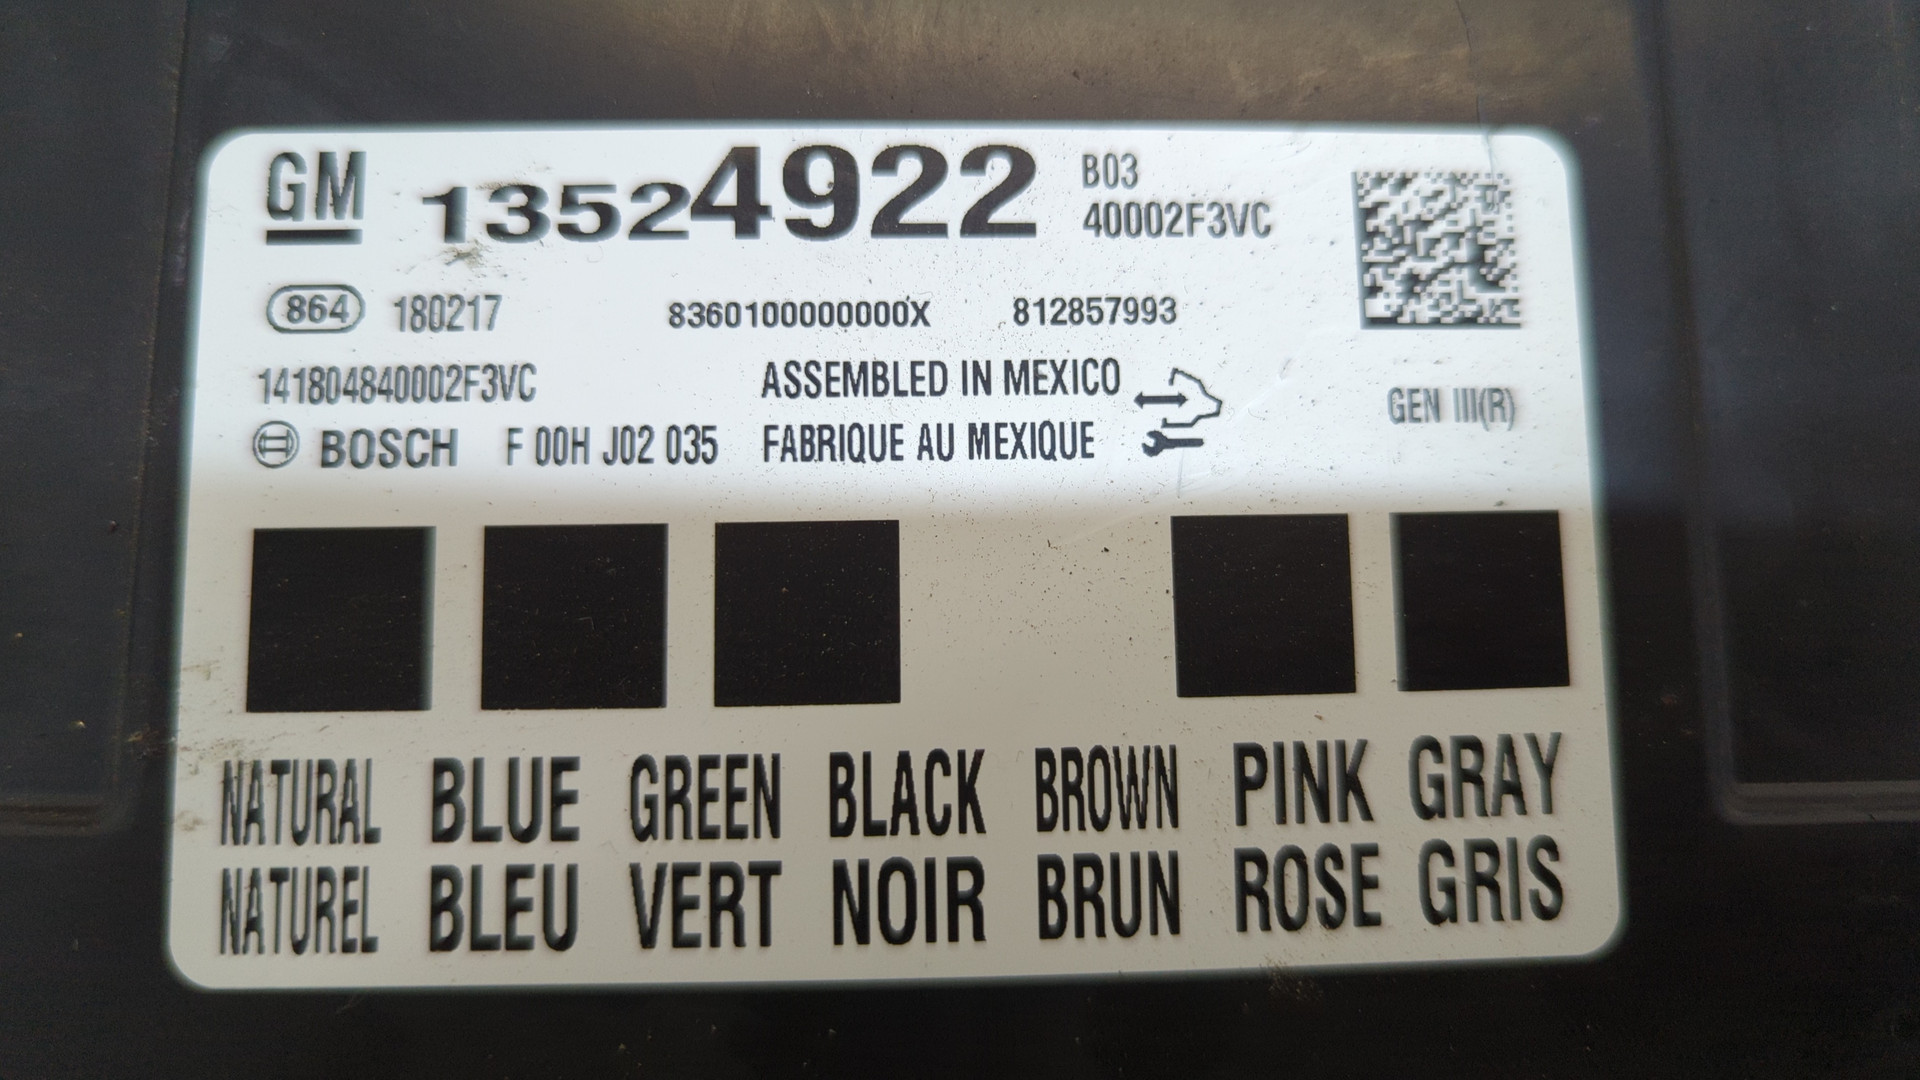 GM 13524922 B03
40002F3VC
864 180217 8360100000000X 812857993
141804840002F3VC ASSEMBLED IN MEXICO GEN III(R)
BOSCH F 00H J02 035 FABRIQUE AU MEXIQUE
NATURAL BLUE GREEN BLACK BROWN PINK GRAY
NATUREL BLEU VERT NOIR BRUN ROSE GRIS